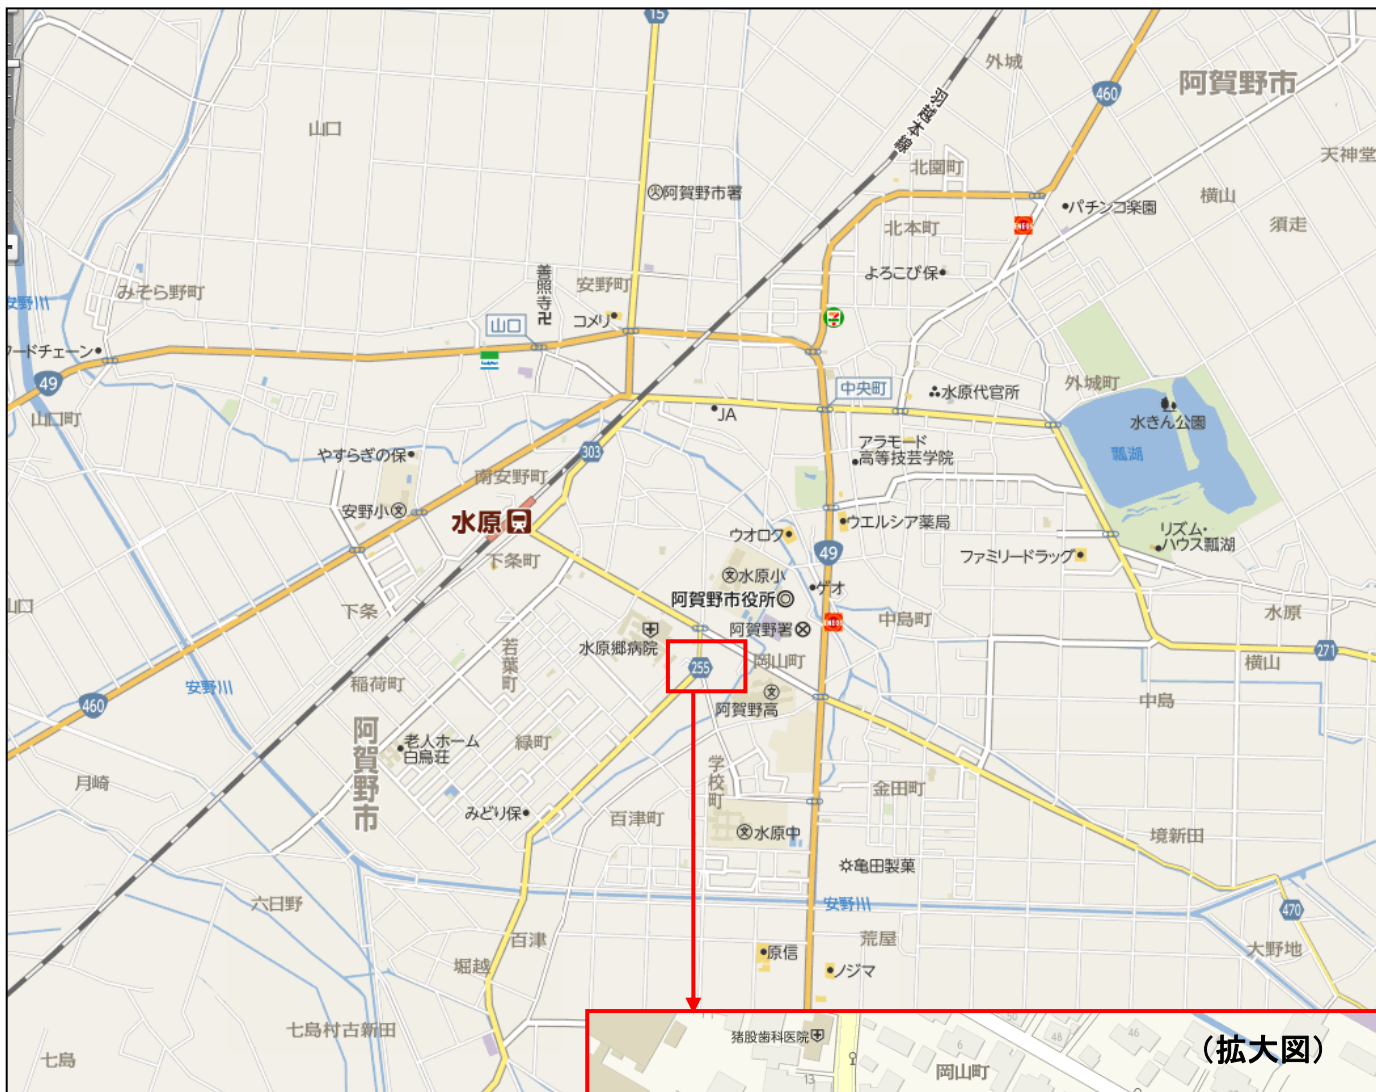 15
外城
阿賀野市
460
羽越本線
山口
天神堂
北園町
横山
阿賀野市署
パチンコ楽園
須走
北本町
よろこび保
善照寺
安野町
みそら野町
安野川
コメリ
山口
ードチェーン
49
中央町
外城町
水原代官所
JA
山口町
水きん公園
アラモード
高等技芸学院
瓢湖
303
やすらぎの保
南安野町
安野小
水原
ウエルシア薬局
ウオロク
リズム・
ハウス瓢湖
49
ファミリードラッグ
下条町
水原小
ゲオ
阿賀野市役所
山口
下条
水原
中島町
阿賀野署
水原郷病院
若葉町
255
岡山町
271
横山
稲荷町
安野川
460
阿賀野高
中島
阿賀野市
老人ホーム
白鳥荘
緑町
学校町
月崎
金田町
みどり保
百津町
水原中
境新田
亀田製菓
六日野
安野川
470
百津
荒屋
大野地
原信
堀越
ノジマ
七島村古新田
七島
猪股歯科医院
50
48
46
6
13
岡山町
（拡大図）